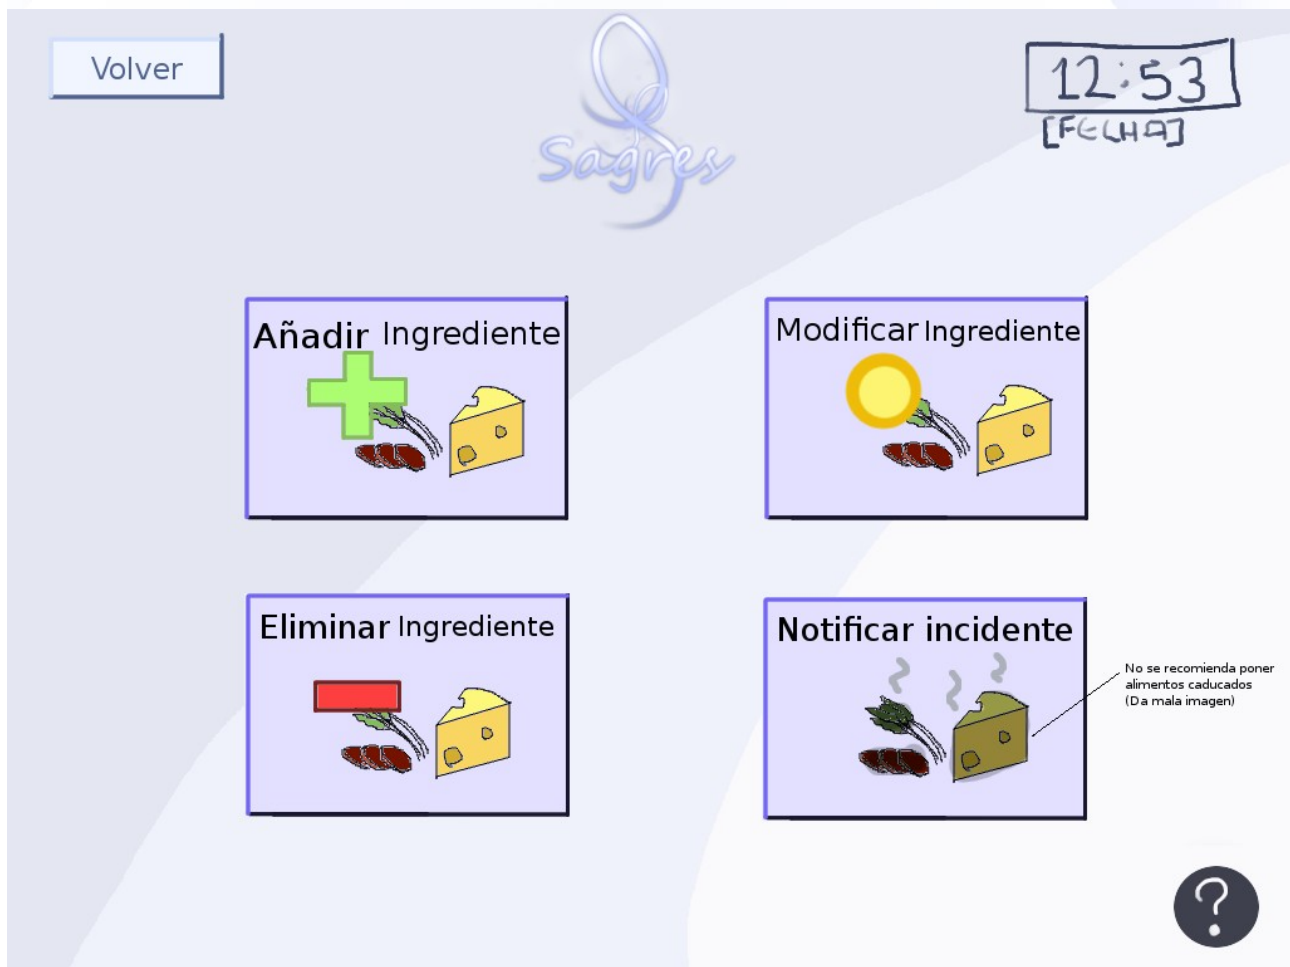 Volver
Sagres
12:53
[FECHA]
Añadir Ingrediente
Modificar Ingrediente
Eliminar Ingrediente
Notificar incidente
No se recomienda poner
alimentos caducados
(Da mala imagen)
?